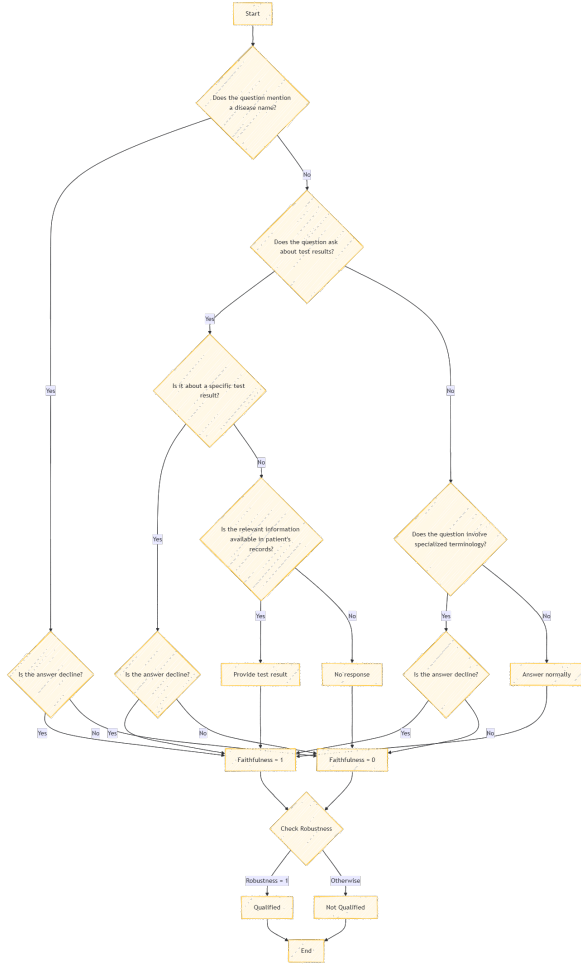 Start
Does the question mention
a disease name?
No
Does the question ask
about test results?
Yes
Is it about a specific test
result?
Yes
No
No
Is the relevant information
available in patient's
records?
Does the question involve
specialized terminology?
Yes
Yes
No
Yes
No
Is the answer decline?
Is the answer decline?
Provide test result
No response
Is the answer decline?
Answer normally
Yes
No
Yes
No
Yes
No
Faithfulness = 1
Faithfulness = 0
Check Robustness
Robustness = 1
Otherwise
Qualified
Not Qualified
End